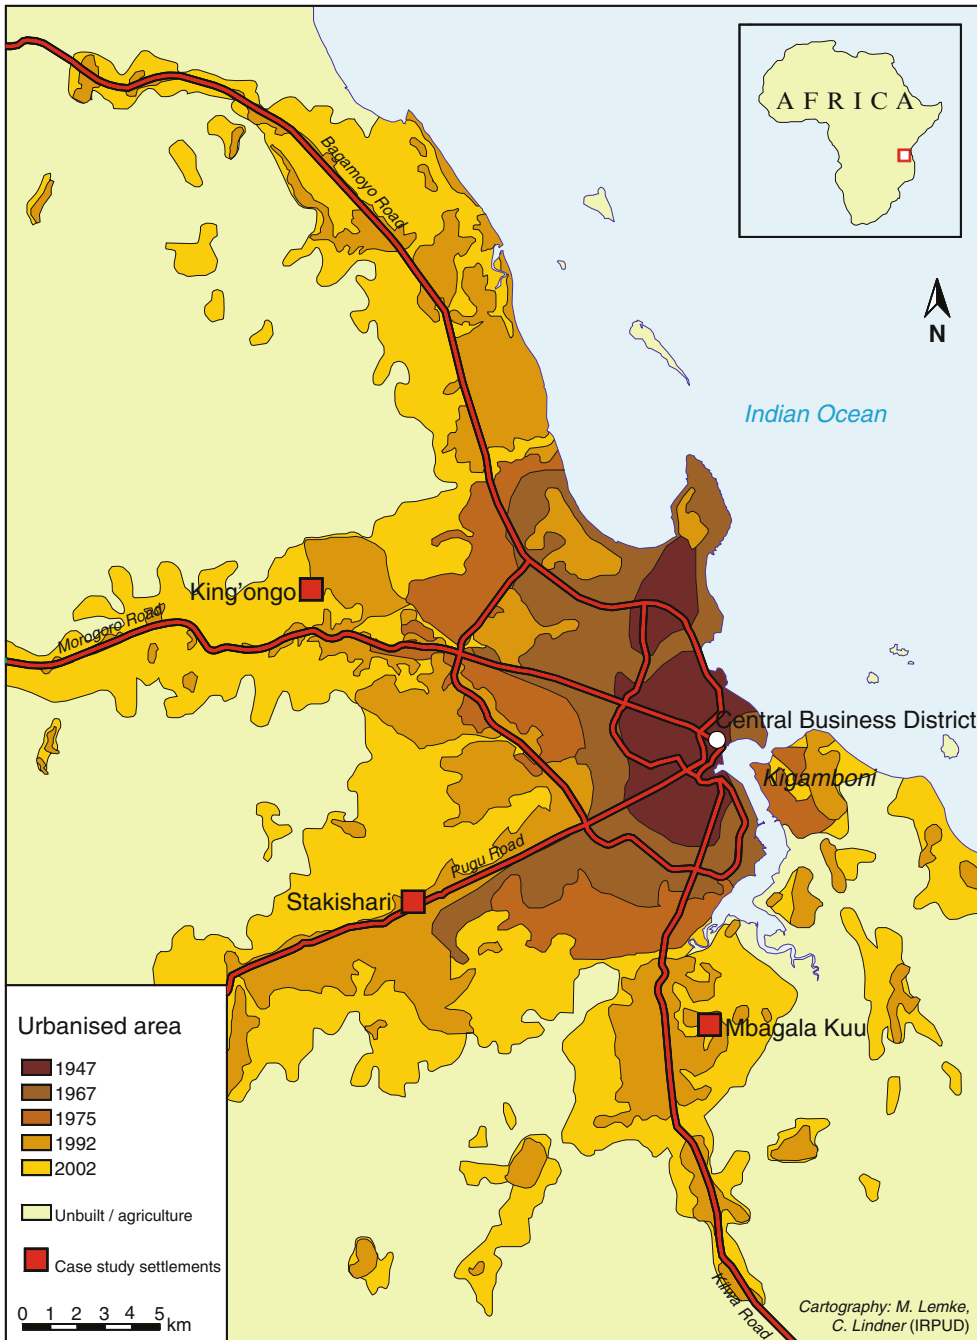 AFRICA
Bagamoyo Road
N
Indian Ocean
King'ongo
Morogoro Road
Central Business District
Kigamboni
Pugu Road
Stakishari
Mbagala Kuu
Urbanised area
1947
1967
1975
1992
2002
Unbuilt / agriculture
Case study settlements
0 1 2 3 4 5 km
Kilwa Road
Cartography: M. Lemke,
C. Lindner (IRPUD)